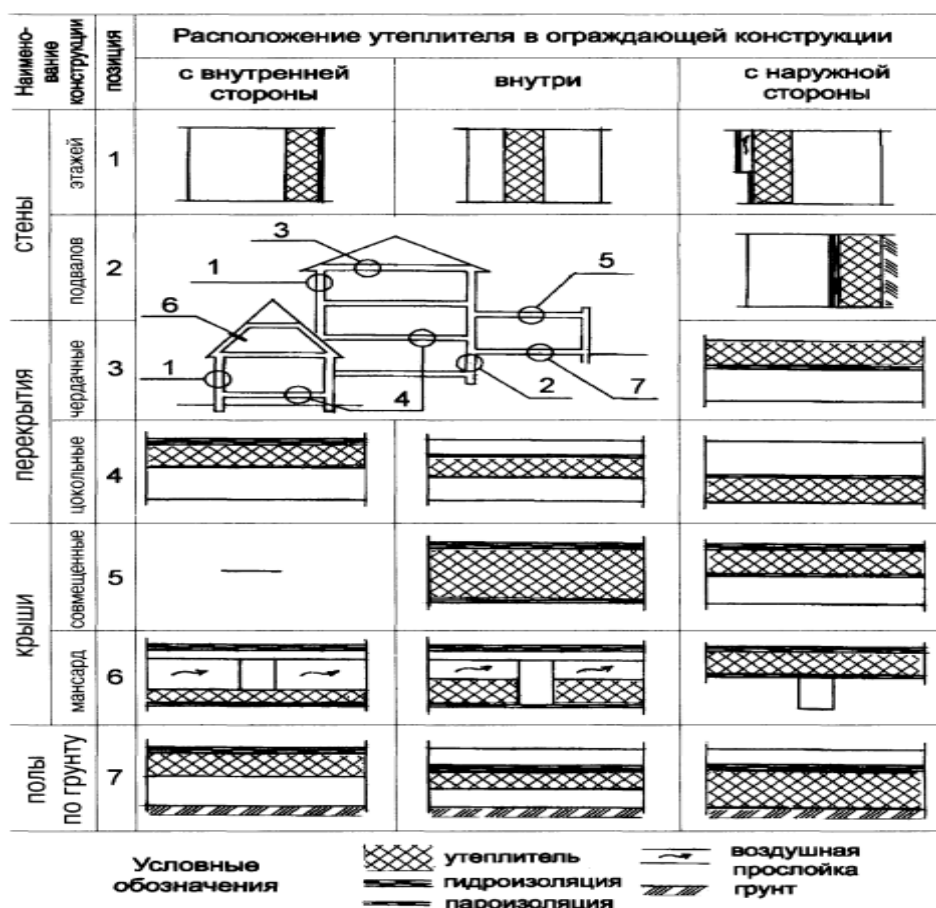 Наимено-
вание
конструкции
позиция
Расположение утеплителя в ограждающей конструкции
с внутренней
стороны
внутри
с наружной
стороны
стены
этажей
1
подвалов
2
3
1
5
6
1
4
2
7
перекрытия
чердачные
3
цокольные
4
крыши
совмещенные
5
мансард
6
полы
по грунту
7
Условные
обозначения
утеплитель
гидроизоляция
пароизоляция
воздушная
прослойка
грунт